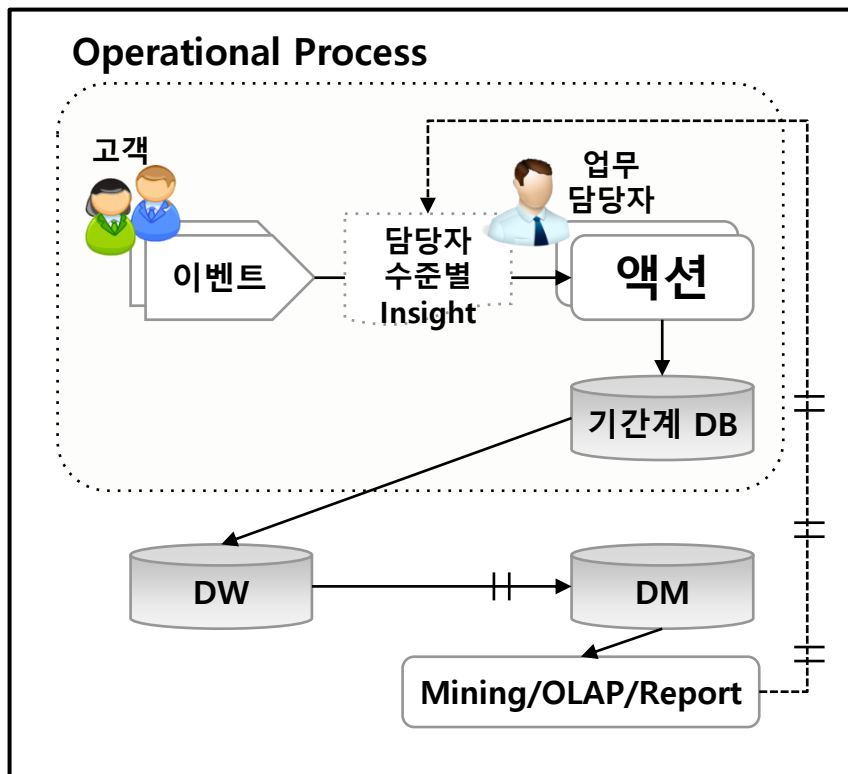 Operational Process
고객
업무
담당자
이벤트
담당자
수준별
Insight
액션
기간계 DB
DW
DM
Mining/OLAP/Report